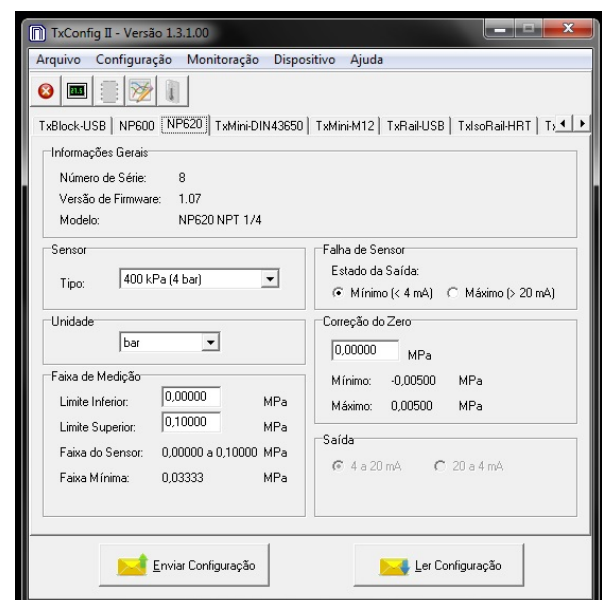 TxConfig II - Versão 1.3.1.00
Arquivo Configuração Monitoração Dispositivo Ajuda
TxBlock-USB NP600 NP620 TxMini-DIN43650 TxMini-M12 TxRail-USB TxIsoRail-HRT
Informações Gerais
Número de Série: 8
Versão de Firmware: 1.07
Modelo: NP620 NPT 1/4
Sensor
Tipo: 400 kPa (4 bar)
Unidade
bar
Faixa de Medição
Limite Inferior: 0,00000 MPa
Limite Superior: 0,10000 MPa
Faixa do Sensor: 0,00000 a 0,10000 MPa
Faixa Mínima: 0,03333 MPa
Falha de Sensor
Estado da Saída:
Mínimo (< 4 mA) Máximo (> 20 mA)
Correção do Zero
0,00000 MPa
Mínimo: -0,00500 MPa
Máximo: 0,00500 MPa
Saída
4 a 20 mA 20 a 4 mA
Enviar Configuração Ler Configuração